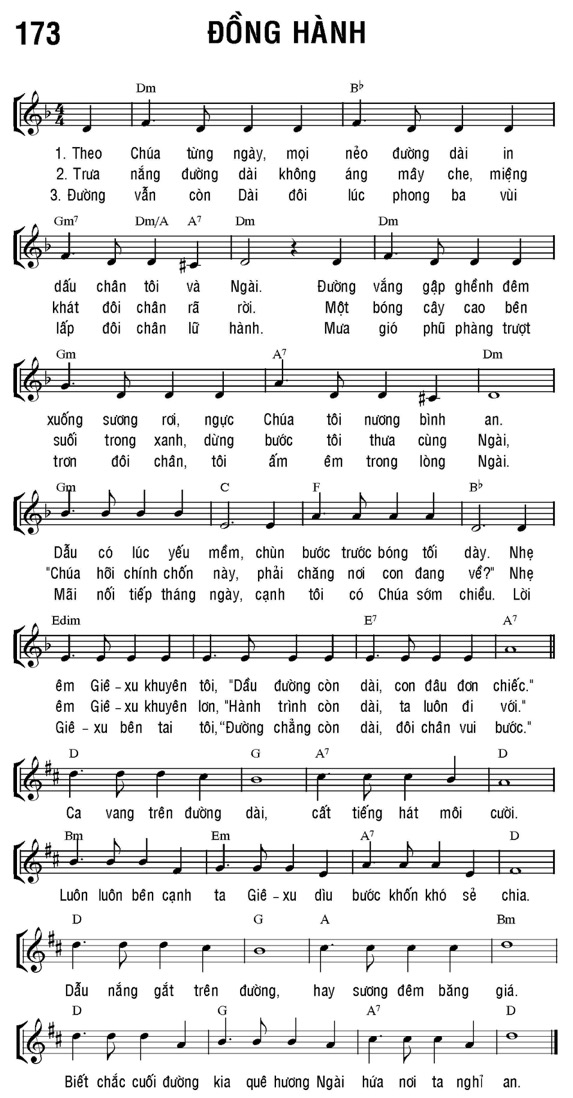 173 ĐỒNG HÀNH
Dm B♭
1. Theo Chúa từng ngày, mọi nẻo đường dài in
2. Trưa nắng đường dài không áng mây che, miệng
3. Đường vẫn còn Dài đôi lúc phong ba vùi
Gm7 Dm/A A7 Dm Dm
dấu chân tôi và Ngài. Đường vắng gập ghềnh đêm
khát đôi chân rã rời. Một bóng cây cao bên
lấp đôi chân lữ hành. Mưa gió phũ phàng trượt
Gm A7 Dm
xuống sương rơi, ngực Chúa tôi nương bình an.
suối trong xanh, dừng bước tôi thưa cùng Ngài,
trơn đôi chân, tôi ấm êm trong lòng Ngài.
Gm C F B♭
Dẫu có lúc yếu mềm, chùn bước trước bóng tối dày. Nhẹ
"Chúa hỡi chính chốn này, phải chăng nơi con đang về?" Nhẹ
Mãi nối tiếp tháng ngày, cạnh tôi có Chúa sớm chiều. Lời
Edim E7 A7
êm Giê-xu khuyên tôi, "Dẩu đường còn dài, con đâu đơn chiếc."
êm Giê-xu khuyên lơn, "Hành trình còn dài, ta luôn đi với."
Giê-xu bên tai tôi, "Đường chẳng còn dài, đôi chân vui bước."
D G A7 D
Ca vang trên đường dài, cất tiếng hát môi cười.
Bm Em A7 D
Luôn luôn bên cạnh ta Giê-xu dìu bước khốn khó sẻ chia.
D G A Bm
Dẫu nắng gắt trên đường, hay sương đêm băng giá.
D G A7 D
Biết chắc cuối đường kia quê hương Ngài hứa nơi ta nghỉ an.